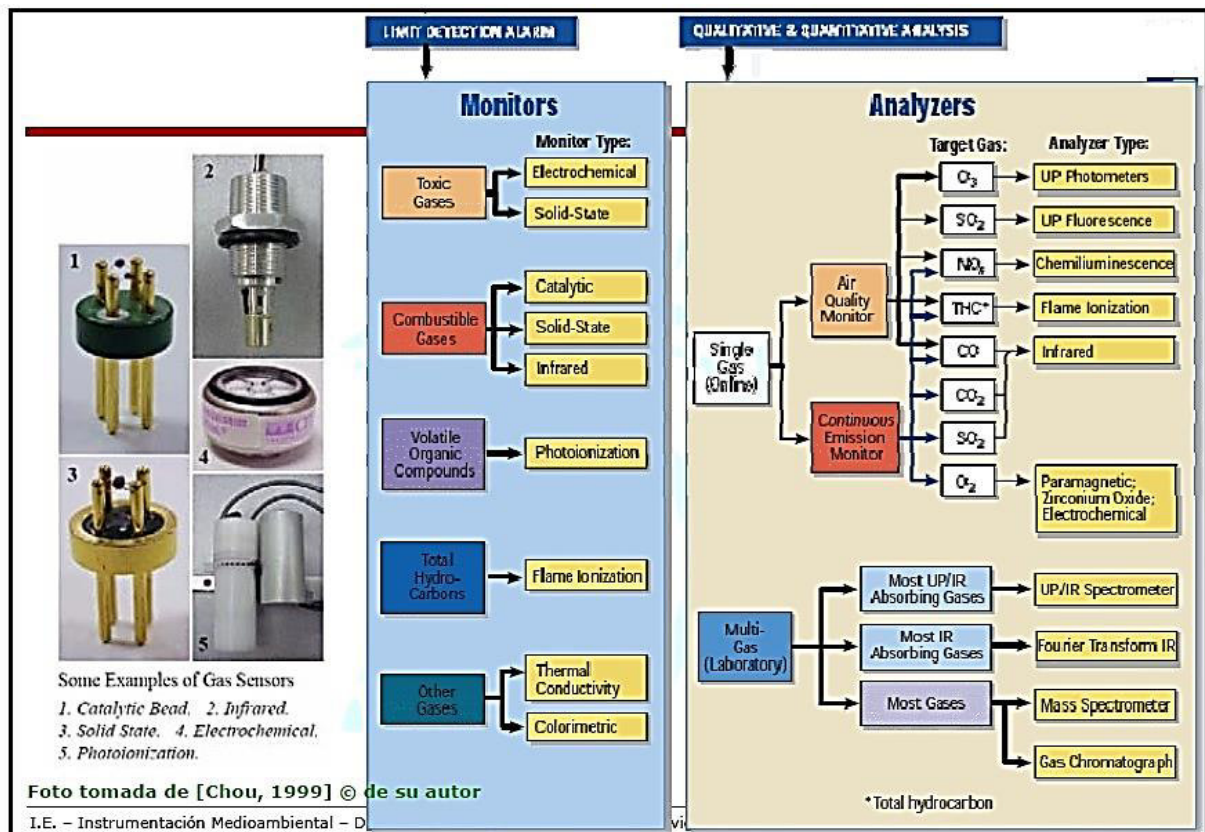 LIMIT DETECTION ALARM
QUALITATIVE & QUANTITATIVE ANALYSIS
Monitors
Monitor Type:
Toxic
Gases
Electrochemical
Solid-State
Combustible
Gases
Catalytic
Solid-State
Infrared
Volatile
Organic
Compounds
Photoionization
Total
Hydro-
Carbons
Flame Ionization
Other
Gases
Thermal
Conductivity
Colorimetric
Analyzers
Target Gas:
Analyzer Type:
Single
Gas
(Online)
Air
Quality
Monitor
Continuous
Emission
Monitor
O3
UP Photometers
SO2
UP Fluorescence
NOx
Chemiluminescence
THC*
Flame Ionization
CO
Infrared
CO2
SO2
O2
Paramagnetic;
Zirconium Oxide;
Electrochemical
Multi-
Gas
(Laboratory)
Most UP/IR
Absorbing Gases
UP/IR Spectrometer
Most IR
Absorbing Gases
Fourier Transform IR
Most Gases
Mass Spectrometer
Gas Chromatograph
*Total hydrocarbon
1
2
3
4
5
Some Examples of Gas Sensors
1. Catalytic Bead. 2. Infrared.
3. Solid State. 4. Electrochemical.
5. Photoionization.
Foto tomada de [Chou, 1999] © de su autor
I.E. – Instrumentación Medioambiental – D